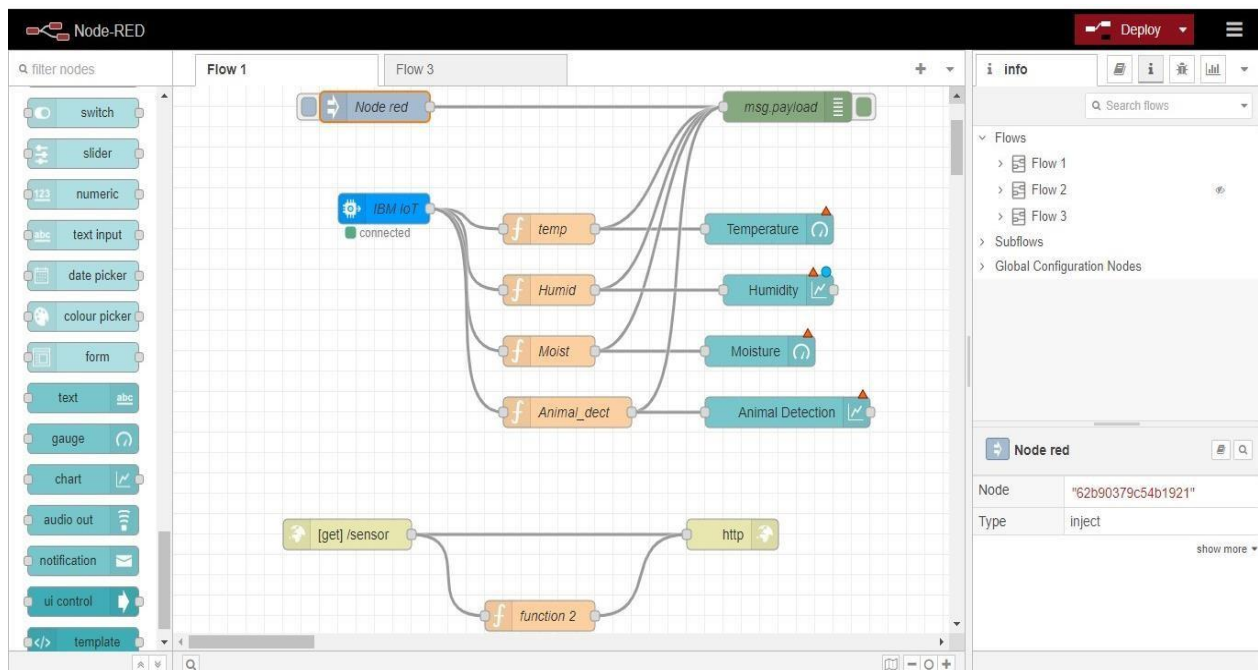 Node-RED
Deploy
filter nodes
switch
slider
123 numeric
abc text input
date picker
colour picker
form
text abc
gauge
chart
audio out
notification
ui control
</> template
Flow 1
Flow 3
Node red
msg.payload
IBM IoT
connected
temp
Temperature
Humid
Humidity
Moist
Moisture
Animal_dect
Animal Detection
[get] /sensor
http
function 2
i info
i
Search flows
Flows
Flow 1
Flow 2
Flow 3
Subflows
Global Configuration Nodes
Node red
Node "62b90379c54b1921"
Type inject
show more